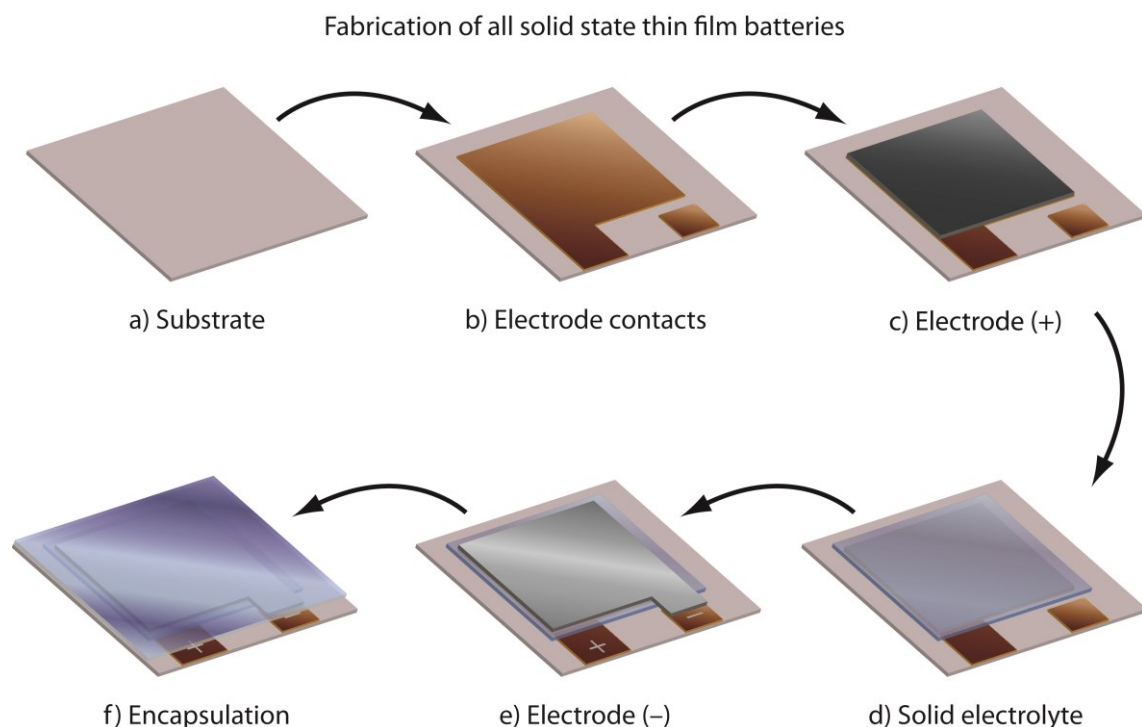 Fabrication of all solid state thin film batteries
a) Substrate
b) Electrode contacts
c) Electrode (+)
+
−
+
−
f) Encapsulation
e) Electrode (−)
d) Solid electrolyte